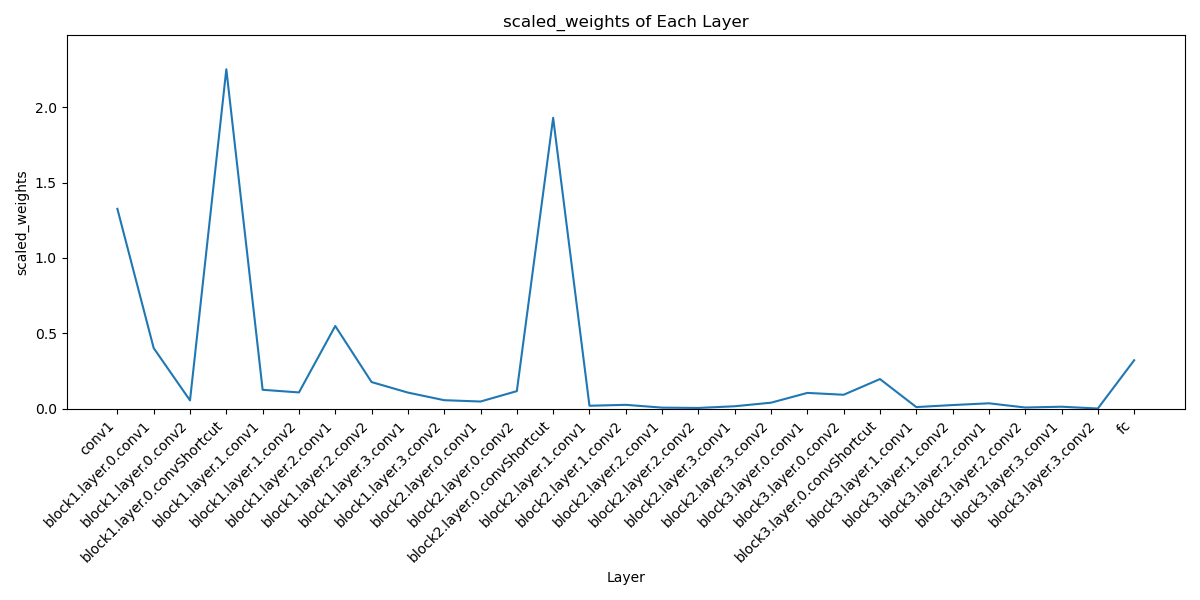 scaled_weights of Each Layer
scaled_weights
2.0
1.5
1.0
0.5
0.0
conv1
block1.layer.0.conv1
block1.layer.0.conv2
block1.layer.0.convShortcut
block1.layer.1.conv1
block1.layer.1.conv2
block1.layer.2.conv1
block1.layer.2.conv2
block1.layer.3.conv1
block1.layer.3.conv2
block2.layer.0.conv1
block2.layer.0.conv2
block2.layer.0.convShortcut
block2.layer.1.conv1
block2.layer.1.conv2
block2.layer.2.conv1
block2.layer.2.conv2
block2.layer.3.conv1
block2.layer.3.conv2
block3.layer.0.conv1
block3.layer.0.conv2
block3.layer.0.convShortcut
block3.layer.1.conv1
block3.layer.1.conv2
block3.layer.2.conv1
block3.layer.2.conv2
block3.layer.3.conv1
block3.layer.3.conv2
fc
Layer